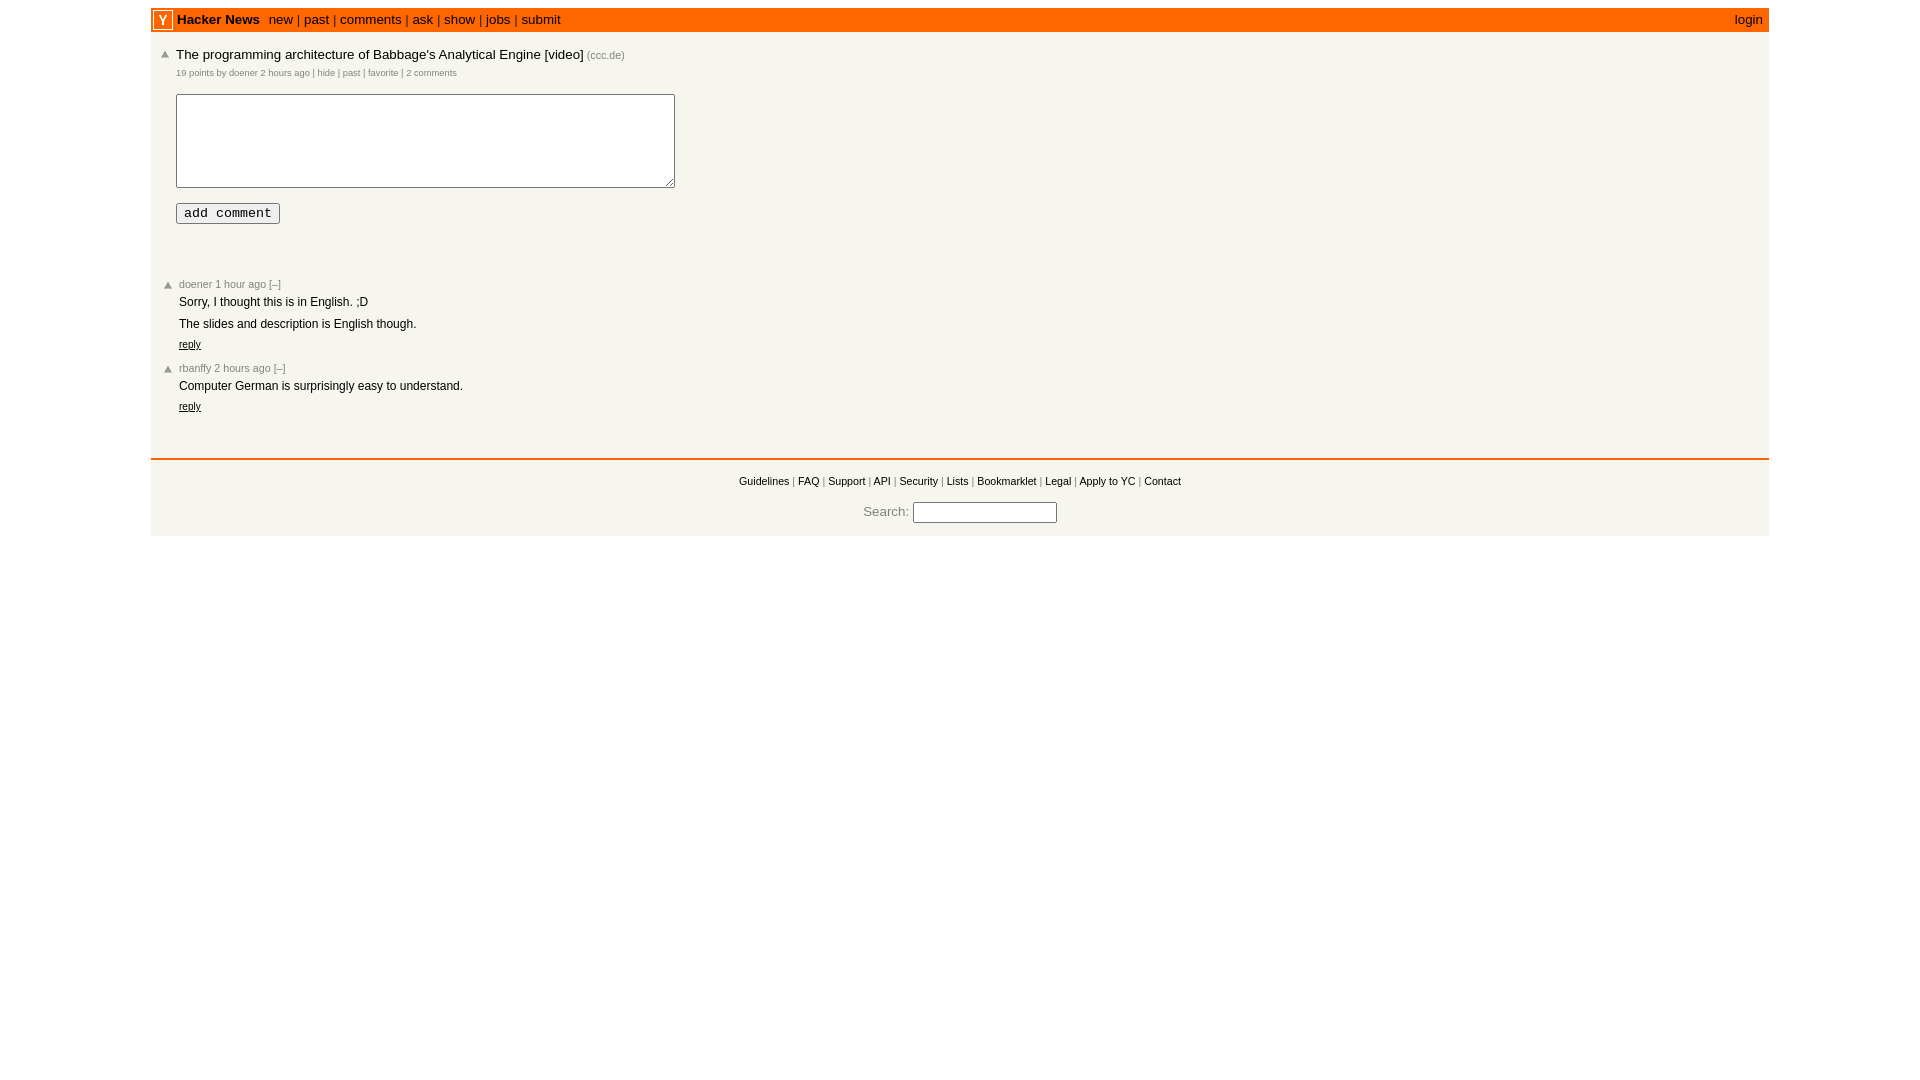 Y Hacker News new | past | comments | ask | show | jobs | submit login
The programming architecture of Babbage's Analytical Engine [video] (ccc.de)
19 points by doener 2 hours ago | hide | past | favorite | 2 comments
add comment
doener 1 hour ago [–]
Sorry, I thought this is in English. ;D
The slides and description is English though.
reply
rbanffy 2 hours ago [–]
Computer German is surprisingly easy to understand.
reply
Guidelines | FAQ | Support | API | Security | Lists | Bookmarklet | Legal | Apply to YC | Contact
Search: